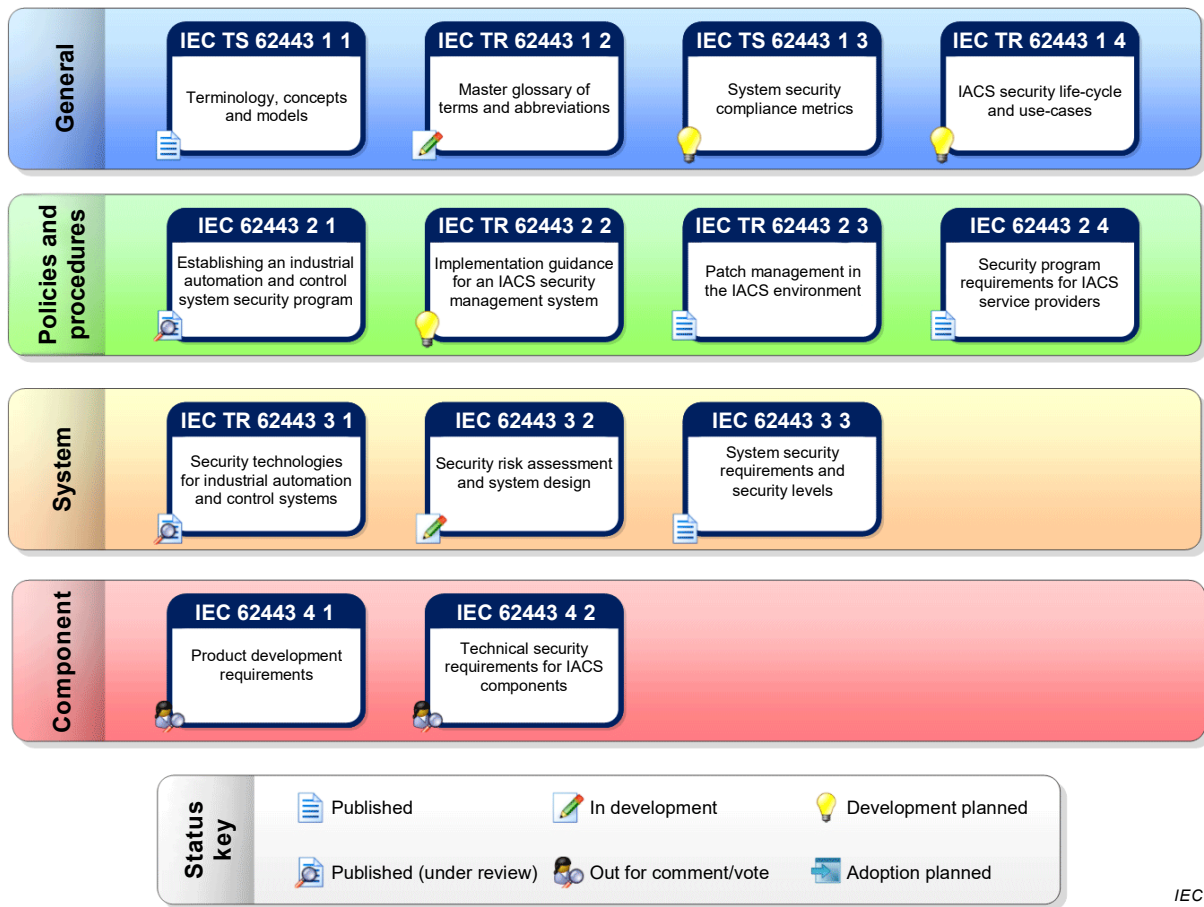 General
IEC TS 62443 1 1
Terminology, concepts
and models
IEC TR 62443 1 2
Master glossary of
terms and abbreviations
IEC TS 62443 1 3
System security
compliance metrics
IEC TR 62443 1 4
IACS security life-cycle
and use-cases
Policies and
procedures
IEC 62443 2 1
Establishing an industrial
automation and control
system security program
IEC TR 62443 2 2
Implementation guidance
for an IACS security
management system
IEC TR 62443 2 3
Patch management in
the IACS environment
IEC 62443 2 4
Security program
requirements for IACS
service providers
System
IEC TR 62443 3 1
Security technologies
for industrial automation
and control systems
IEC 62443 3 2
Security risk assessment
and system design
IEC 62443 3 3
System security
requirements and
security levels
Component
IEC 62443 4 1
Product development
requirements
IEC 62443 4 2
Technical security
requirements for IACS
components
Status
key
Published
In development
Development planned
Published (under review)
Out for comment/vote
Adoption planned
IEC